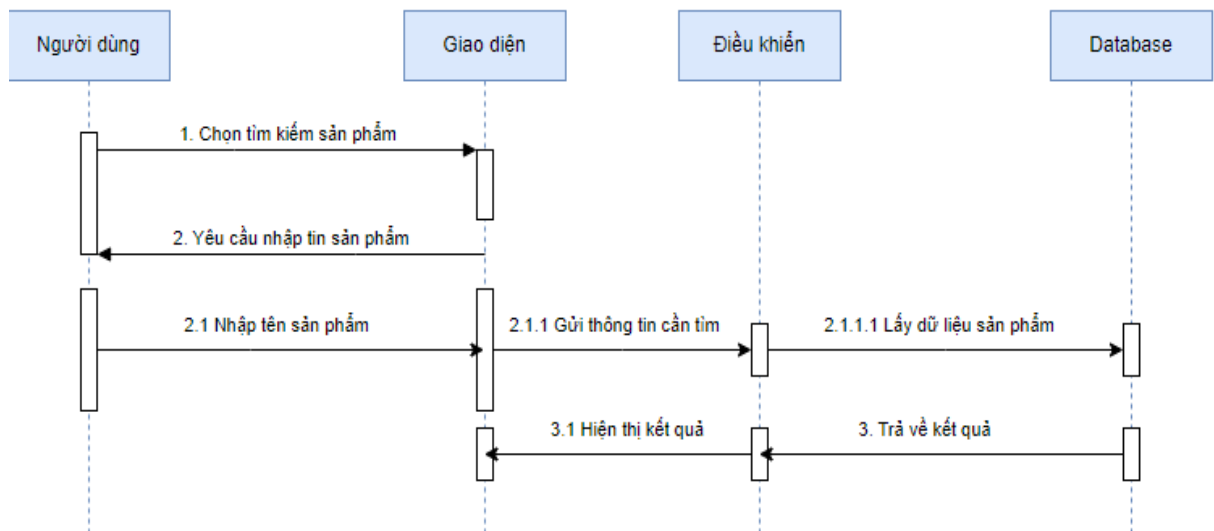 Người dùng
Giao diện
Điều khiển
Database
1. Chọn tìm kiếm sản phẩm
2. Yêu cầu nhập tin sản phẩm
2.1 Nhập tên sản phẩm
2.1.1 Gửi thông tin cần tìm
2.1.1.1 Lấy dữ liệu sản phẩm
3.1 Hiện thị kết quả
3. Trả về kết quả